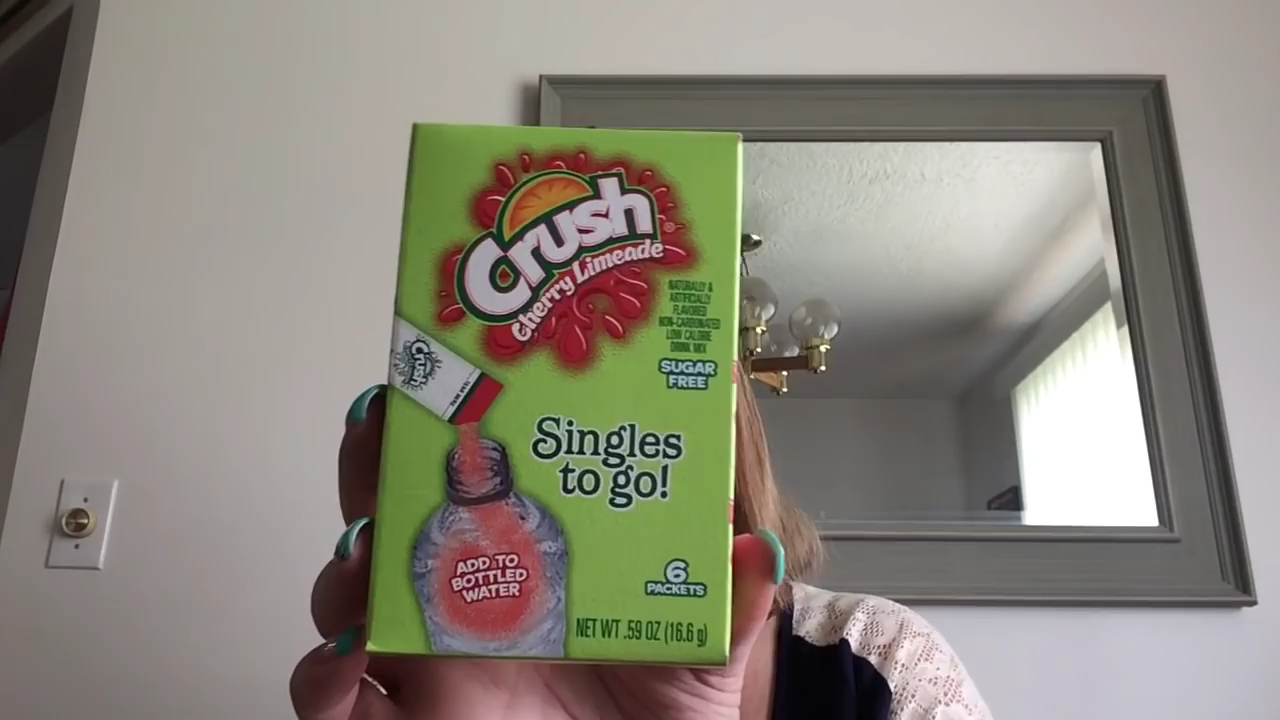 Crush
Cherry Limeade
NATURALLY &
ARTIFICIALLY
FLAVORED
NON-CARBONATED
LOW CALORIE
DRINK MIX
SUGAR
FREE
Crush
Singles
to go!
ADD TO
BOTTLED
WATER
6
PACKETS
NET WT .59 OZ (16.6 g)